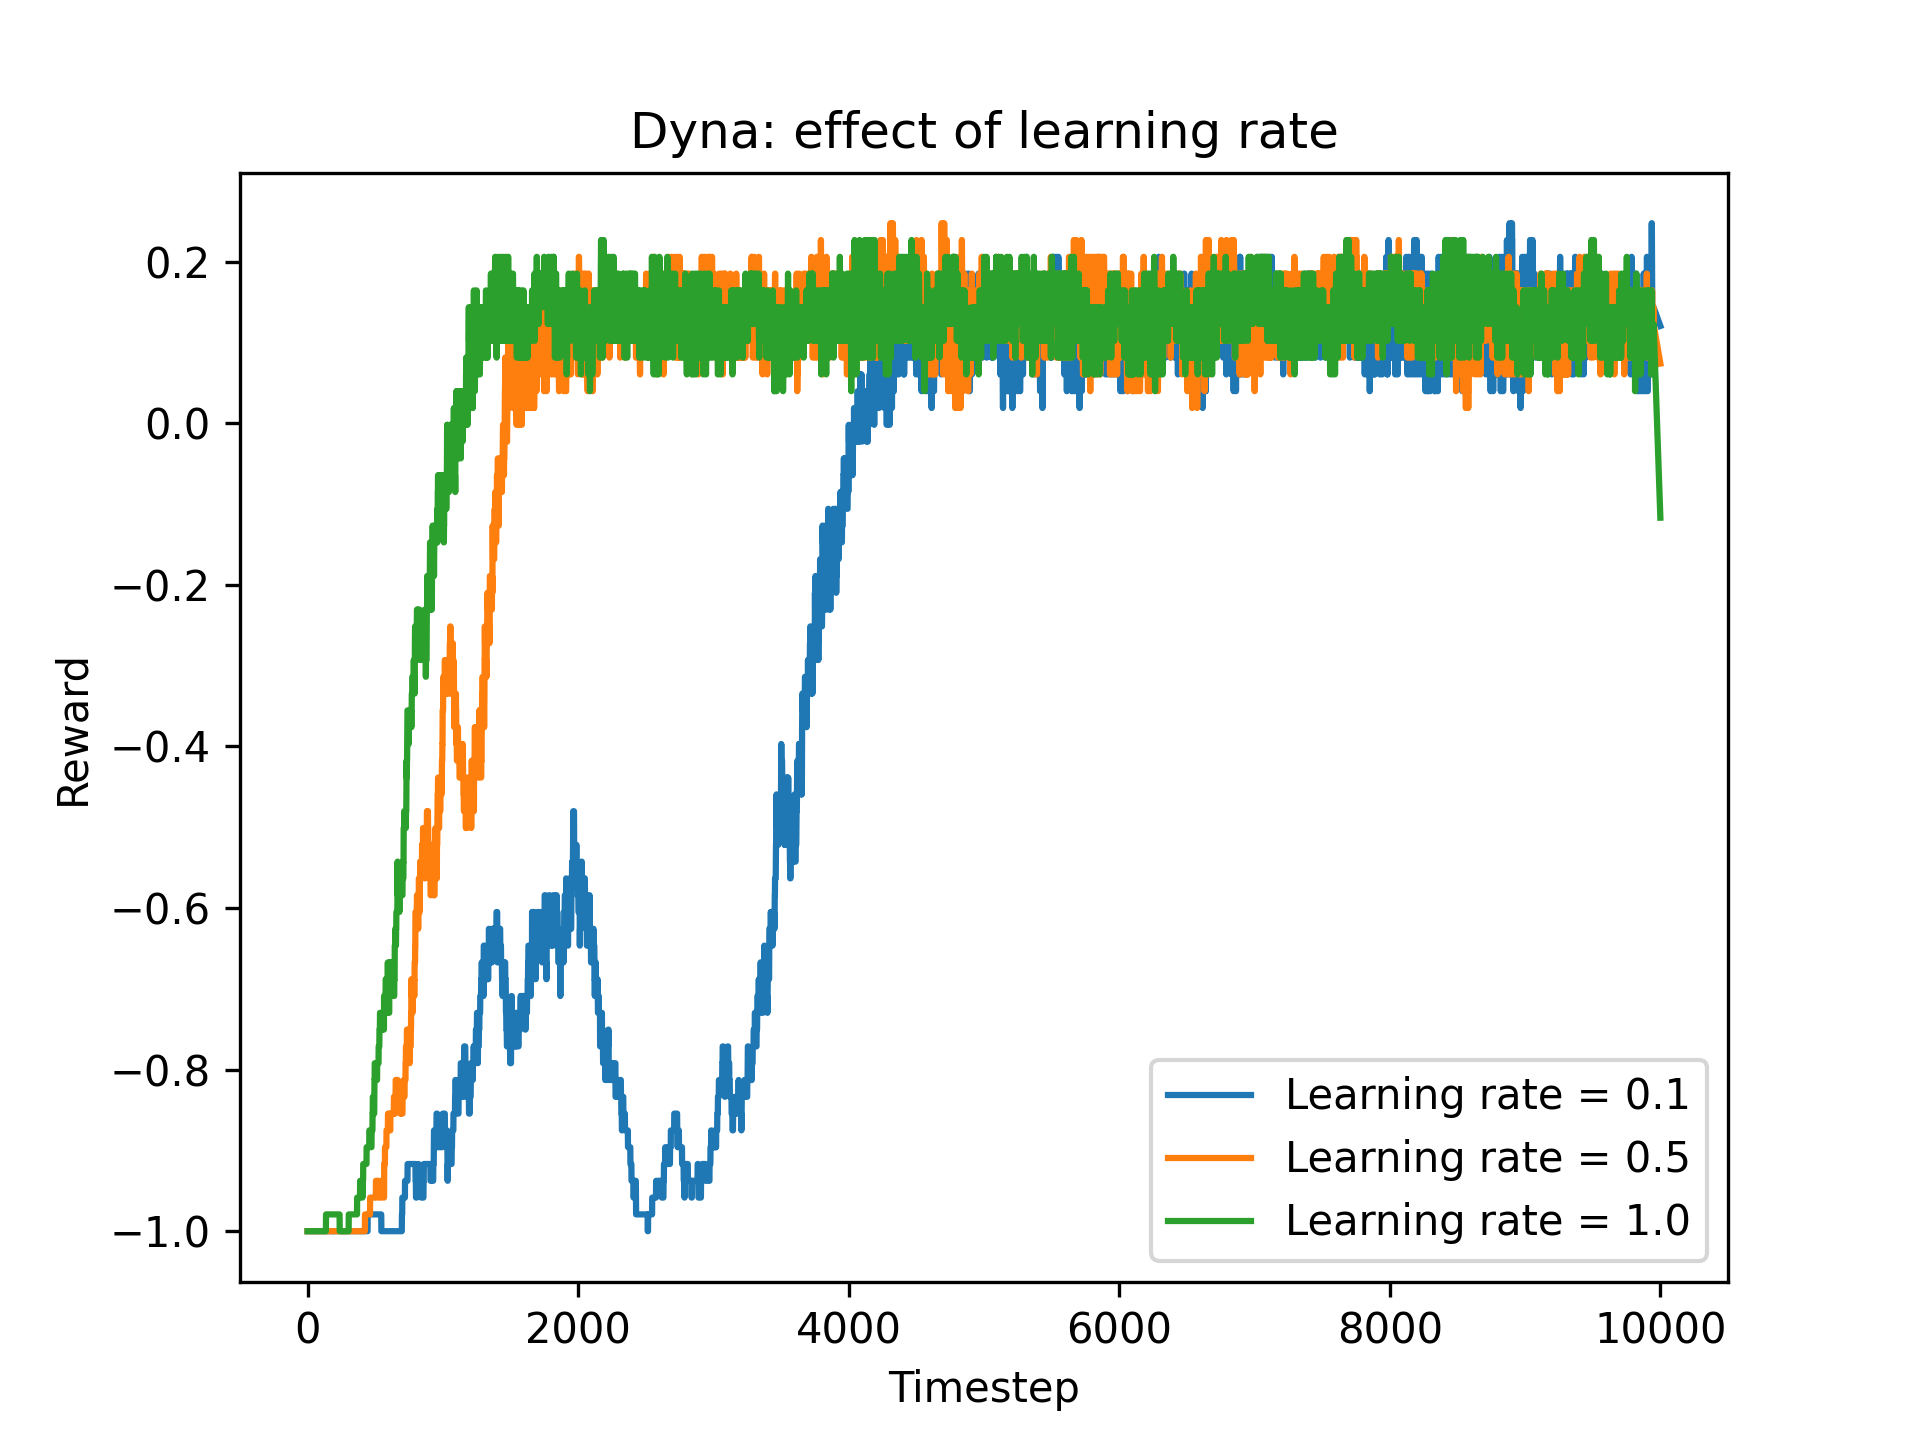 Dyna: effect of learning rate
0.2
0.0
−0.2
−0.4
−0.6
−0.8
−1.0
Reward
0 2000 4000 6000 8000 10000
Timestep
Learning rate = 0.1
Learning rate = 0.5
Learning rate = 1.0